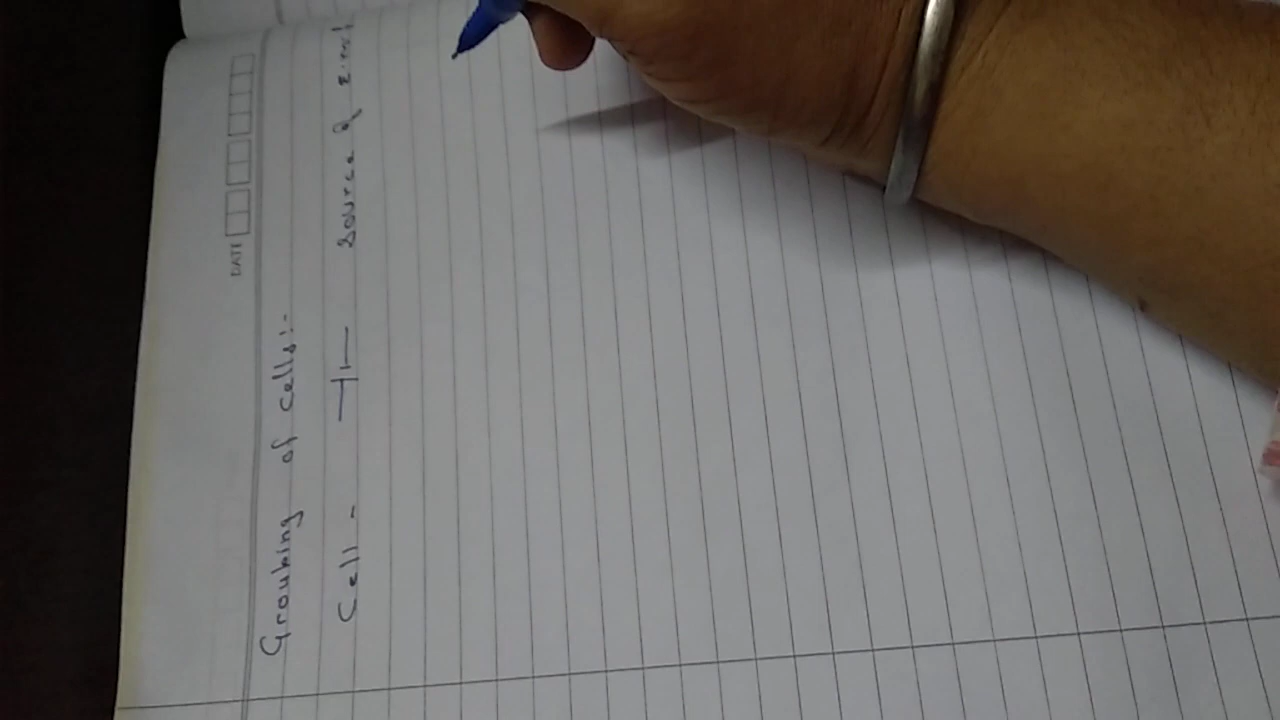 DATE
Grouping of cells:-
Cell - source of e.m.f